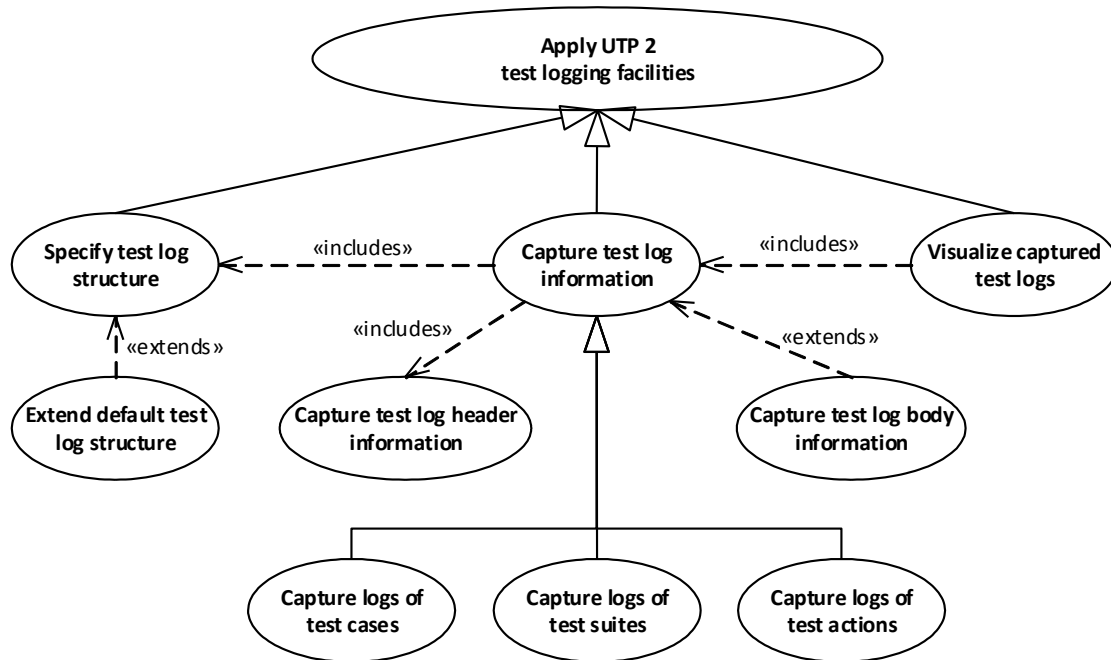 Apply UTP 2
test logging facilities
Specify test log
structure
«includes»
Capture test log
information
«includes»
Visualize captured
test logs
«extends»
«includes»
«extends»
Extend default test
log structure
Capture test log header
information
Capture test log body
information
Capture logs of
test cases
Capture logs of
test suites
Capture logs of
test actions